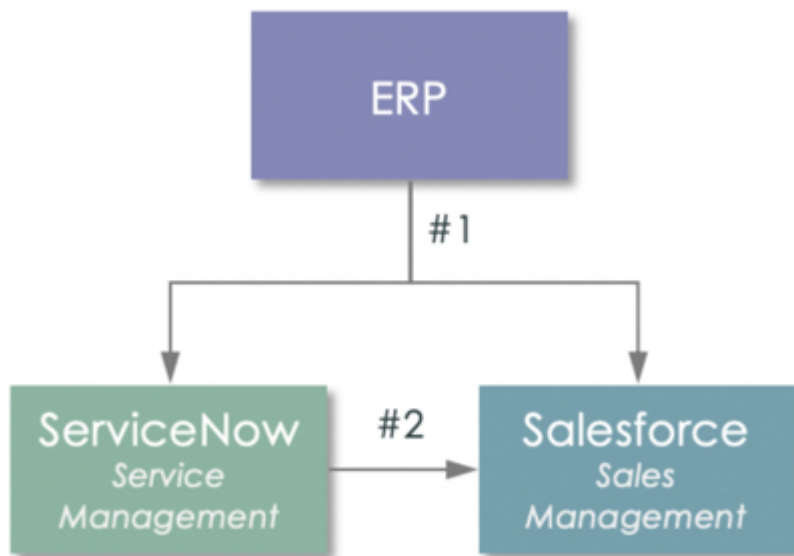 ERP
#1
ServiceNow
Service
Management
#2
Salesforce
Sales
Management